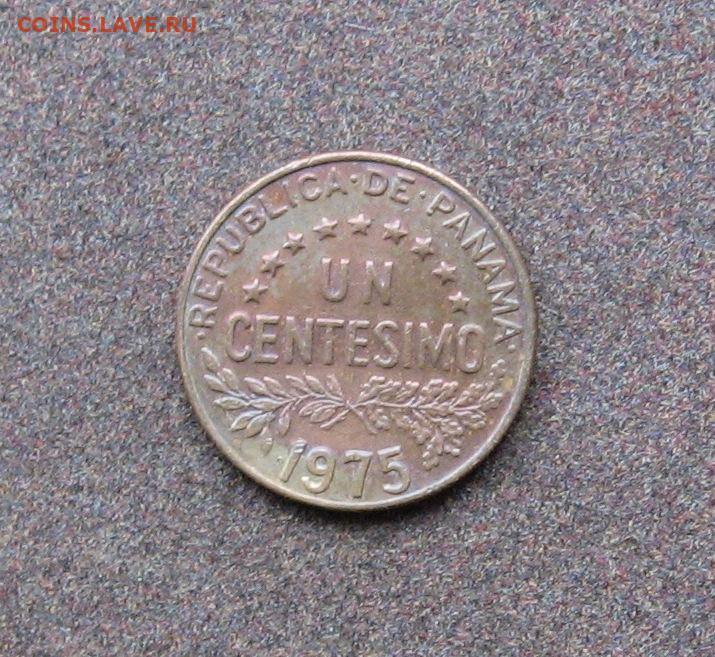 COINS.LAVE.RU
·REPUBLICA·DE·PANAMA·
UN
CENTESIMO
1975